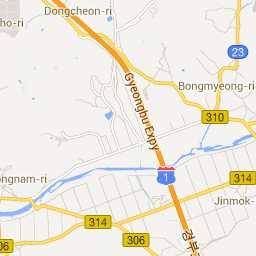 Dongcheon-ri
ho-ri
23
Gyeongbu Expy
Bongmyeong-ri
310
ongnam-ri
1
314
Jinmok-
314
306
306
경부